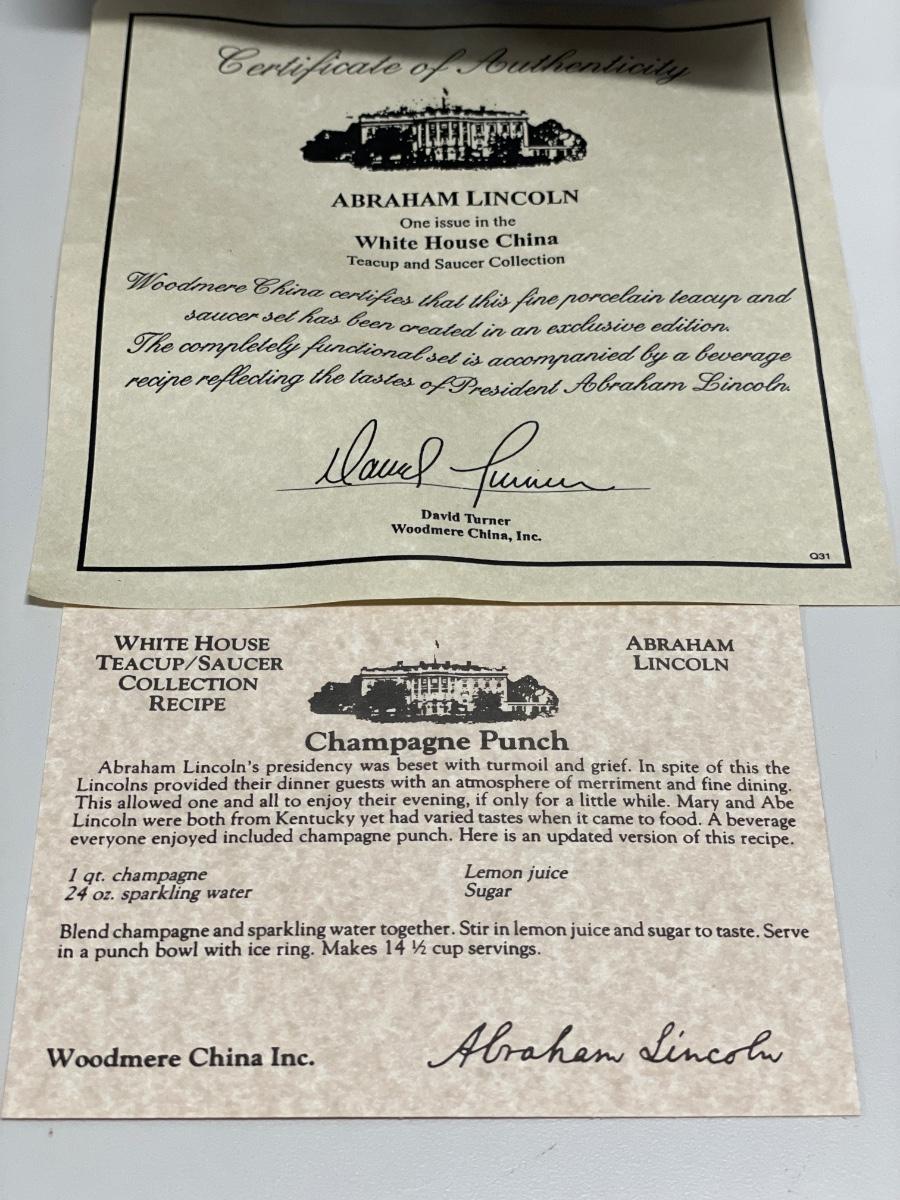 Certificate of Authenticity
ABRAHAM LINCOLN
One issue in the
White House China
Teacup and Saucer Collection
Woodmere China certifies that this fine porcelain teacup and
saucer set has been created in an exclusive edition.
The completely functional set is accompanied by a beverage
recipe reflecting the tastes of President Abraham Lincoln.
David Turner
David Turner
Woodmere China, Inc.
Q31
WHITE HOUSE
TEACUP/SAUCER
COLLECTION
RECIPE
ABRAHAM
LINCOLN
Champagne Punch
Abraham Lincoln's presidency was beset with turmoil and grief. In spite of this the
Lincolns provided their dinner guests with an atmosphere of merriment and fine dining.
This allowed one and all to enjoy their evening, if only for a little while. Mary and Abe
Lincoln were both from Kentucky yet had varied tastes when it came to food. A beverage
everyone enjoyed included champagne punch. Here is an updated version of this recipe.
1 qt. champagne
24 oz. sparkling water
Lemon juice
Sugar
Blend champagne and sparkling water together. Stir in lemon juice and sugar to taste. Serve
in a punch bowl with ice ring. Makes 14 ½ cup servings.
Woodmere China Inc.
Abraham Lincoln